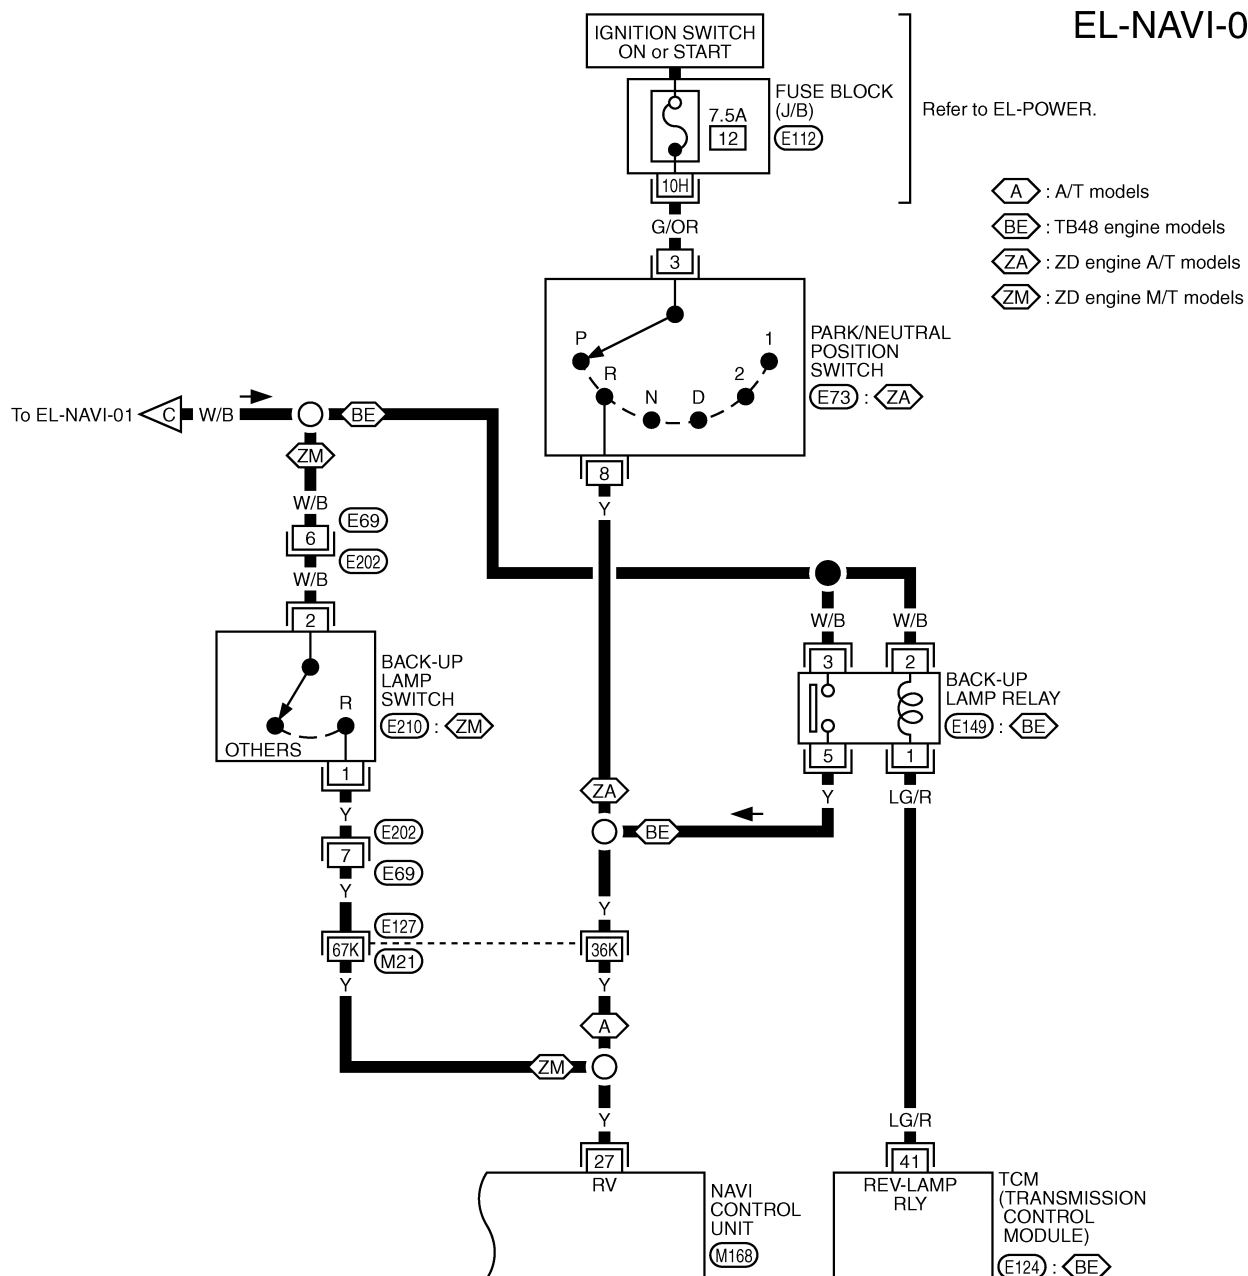 EL-NAVI-0
IGNITION SWITCH
ON or START
FUSE BLOCK
(J/B)
7.5A
12
E112
Refer to EL-POWER.
10H
G/OR
3
A : A/T models
BE : TB48 engine models
ZA : ZD engine A/T models
ZM : ZD engine M/T models
P
R
N
D
2
1
PARK/NEUTRAL
POSITION
SWITCH
E73 : ZA
8
Y
To EL-NAVI-01
C
W/B
BE
ZM
W/B
E69
6
E202
W/B
2
BACK-UP
LAMP
SWITCH
E210 : ZM
R
OTHERS
1
Y
E202
7
E69
Y
E127
67K
M21
Y
ZM
W/B
W/B
3
2
BACK-UP
LAMP RELAY
E149 : BE
5
1
Y
LG/R
ZA
BE
Y
36K
Y
A
Y
LG/R
27
RV
NAVI
CONTROL
UNIT
M168
41
REV-LAMP
RLY
TCM
(TRANSMISSION
CONTROL
MODULE)
E124 : BE